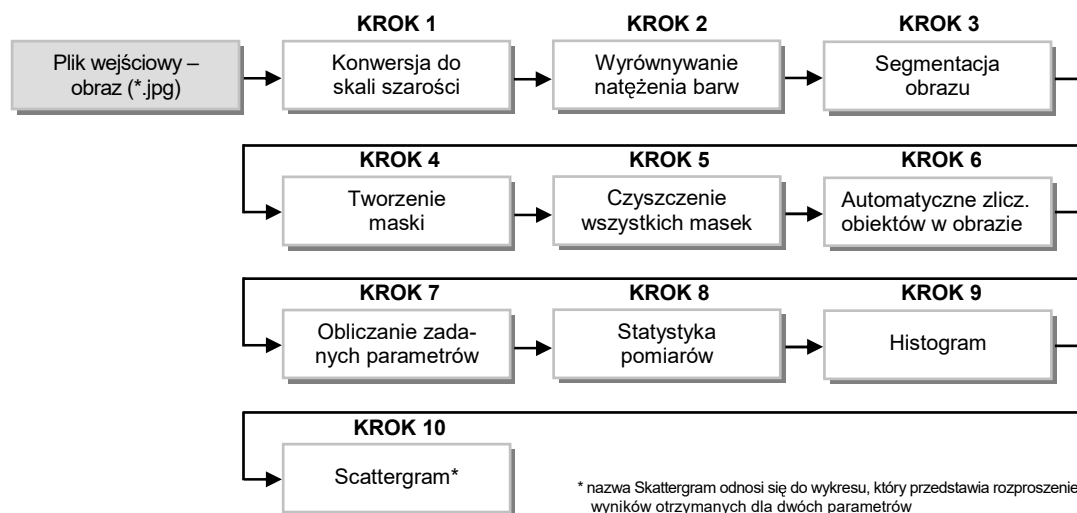 KROK 1
KROK 2
KROK 3
Plik wejściowy –
obraz (*.jpg)
Konwersja do
skali szarości
Wyrównywanie
natężenia barw
Segmentacja
obrazu
KROK 4
KROK 5
KROK 6
Tworzenie
maski
Czyszczenie
wszystkich masek
Automatyczne zlicz.
obiektów w obrazie
KROK 7
KROK 8
KROK 9
Obliczanie zada-
nych parametrów
Statystyka
pomiarów
Histogram
KROK 10
Scattergram*
* nazwa Skattergram odnosi się do wykresu, który przedstawia rozproszenie
wyników otrzymanych dla dwóch parametrów